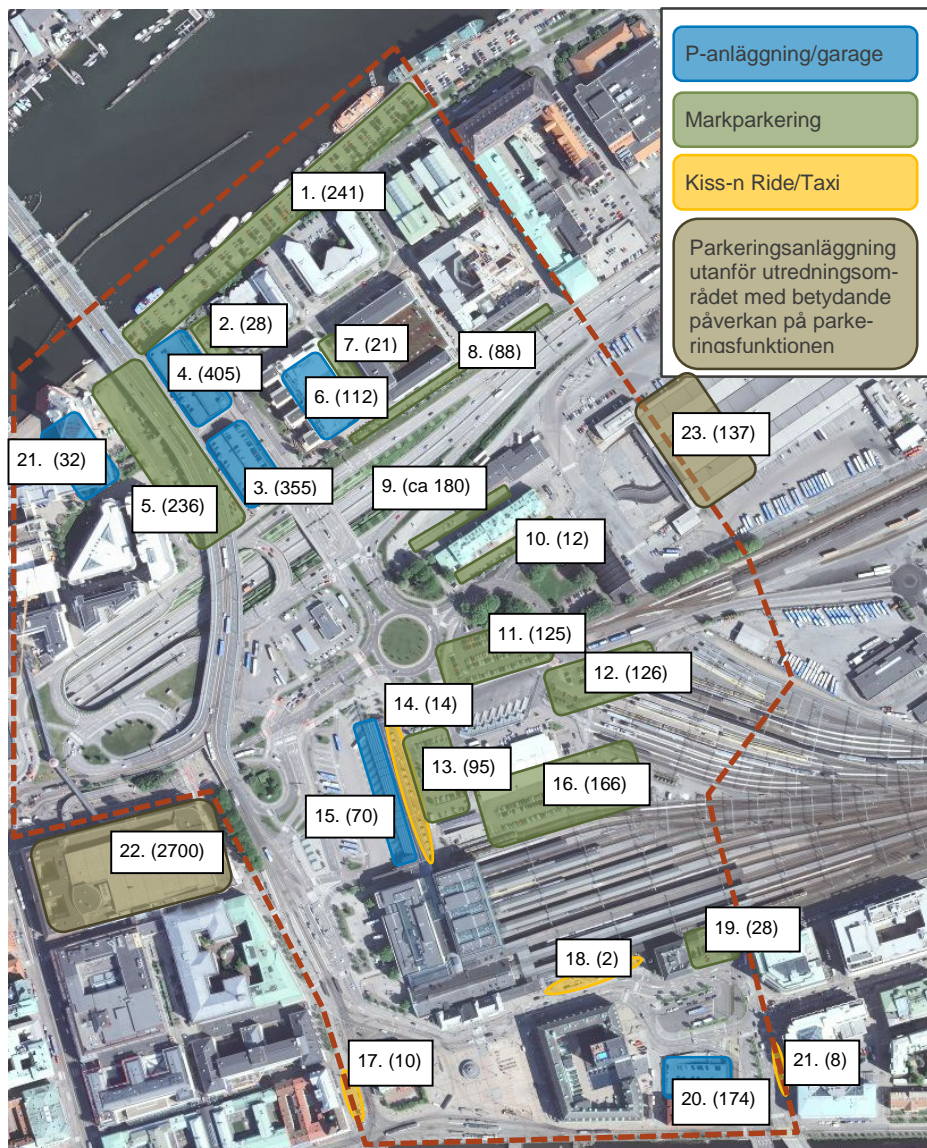 P-anläggning/garage
Markparkering
Kiss-n Ride/Taxi
Parkeringsanläggning
utanför utredningsom-
rådet med betydande
påverkan på parke-
ringsfunktionen
1. (241)
2. (28)
7. (21)
8. (88)
4. (405)
6. (112)
23. (137)
21. (32)
3. (355)
9. (ca 180)
5. (236)
10. (12)
11. (125)
12. (126)
14. (14)
13. (95)
16. (166)
15. (70)
22. (2700)
19. (28)
18. (2)
17. (10)
21. (8)
20. (174)